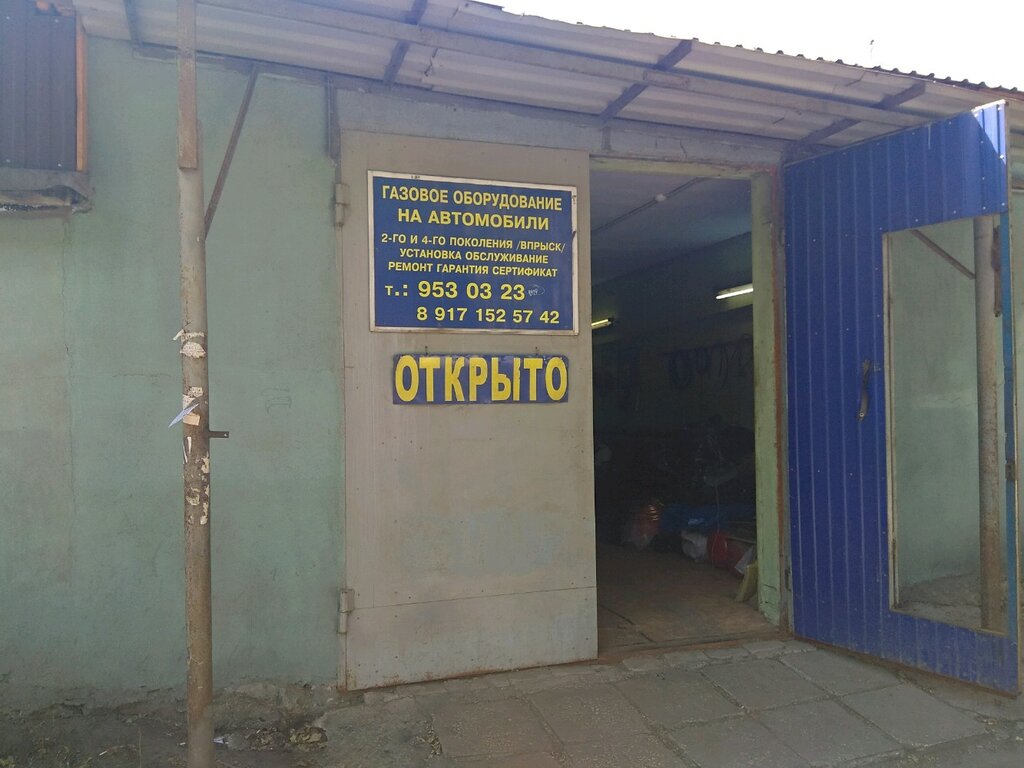 ГАЗОВОЕ ОБОРУДОВАНИЕ
НА АВТОМОБИЛИ
2-ГО И 4-ГО ПОКОЛЕНИЯ /ВПРЫСК/
УСТАНОВКА ОБСЛУЖИВАНИЕ
РЕМОНТ ГАРАНТИЯ СЕРТИФИКАТ
т.: 953 03 23
8 917 152 57 42
ОТКРЫТО